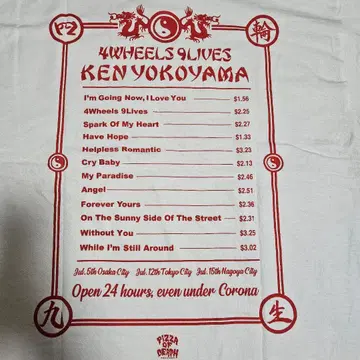 四
輪
4WHEELS 9LIVES
KEN YOKOYAMA
I'm Going Now, I Love You $1.56
4Wheels 9Lives $2.25
Spark Of My Heart $2.27
Have Hope $1.33
Helpless Romantic $3.23
Cry Baby $2.13
My Paradise $2.46
Angel $2.51
Forever Yours $2.36
On The Sunny Side Of The Street $2.31
Without You $3.25
While I'm Still Around $3.02
Jul. 5th Osaka City Jul. 12th Tokyo City Jul. 15th Nagoya City
Open 24 hours, even under Corona
九
生
PIZZA OF DEATH